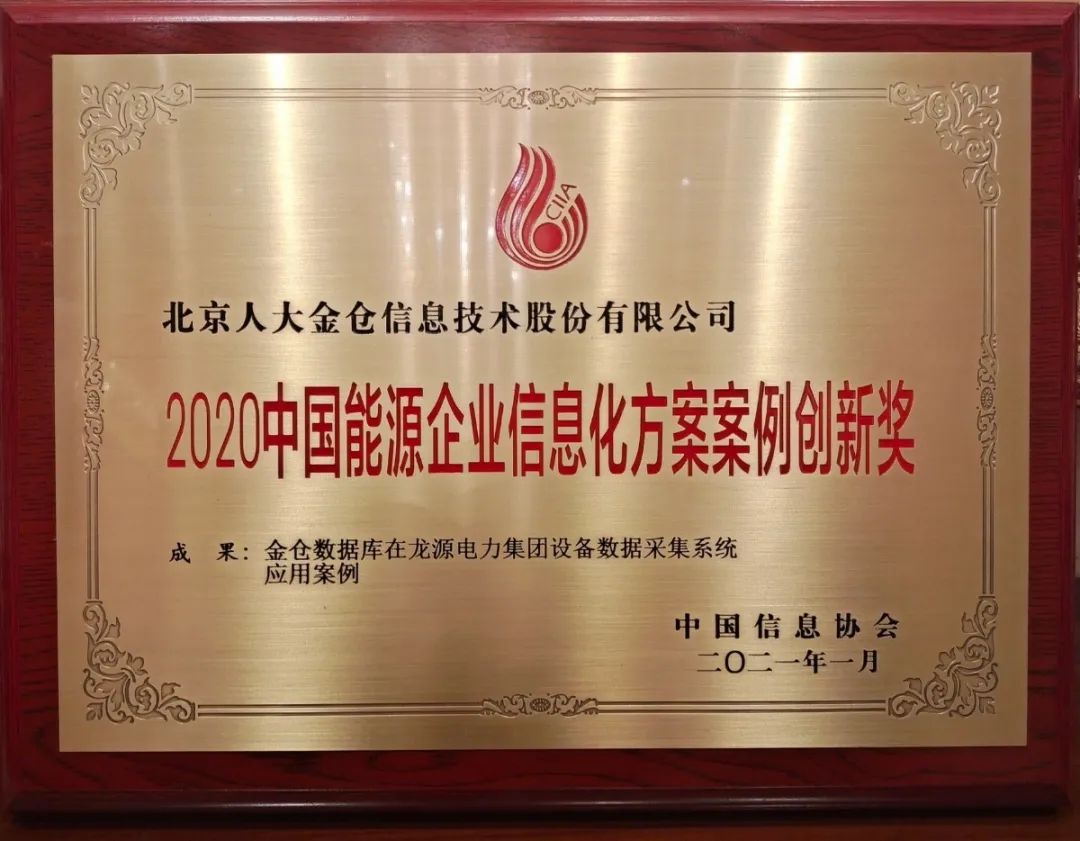 CIIA
北京人大金仓信息技术股份有限公司
2020中国能源企业信息化方案案例创新奖
成 果：金仓数据库在龙源电力集团设备数据采集系统
应用案例
中国信息协会
二〇二一年一月